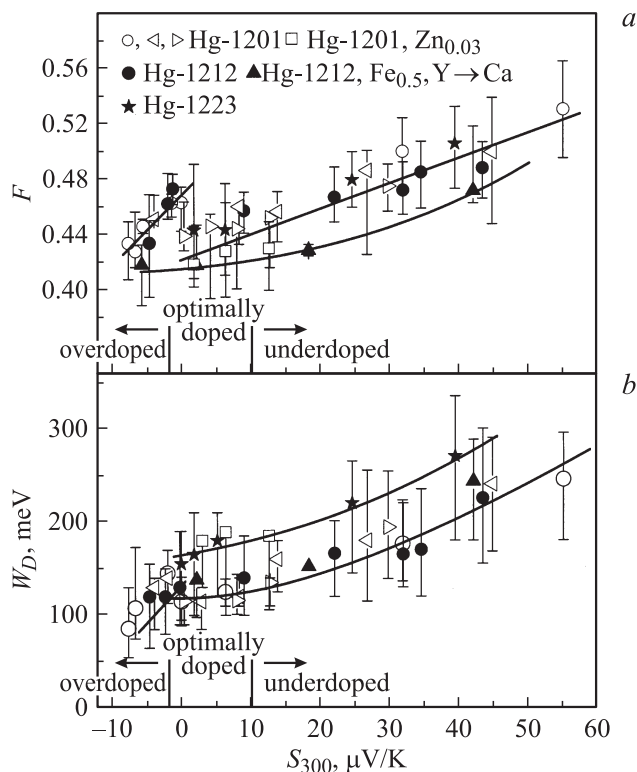 a
○, ◁, ▷ Hg-1201 □ Hg-1201, Zn0.03
● Hg-1212 ▲ Hg-1212, Fe0.5, Y → Ca
★ Hg-1223
0.56
0.52
0.48
0.44
0.40
F
optimally
doped
overdoped
underdoped
b
300
200
100
0
W_D, meV
optimally
doped
overdoped
underdoped
–10 0 10 20 30 40 50 60
S300, μV/K